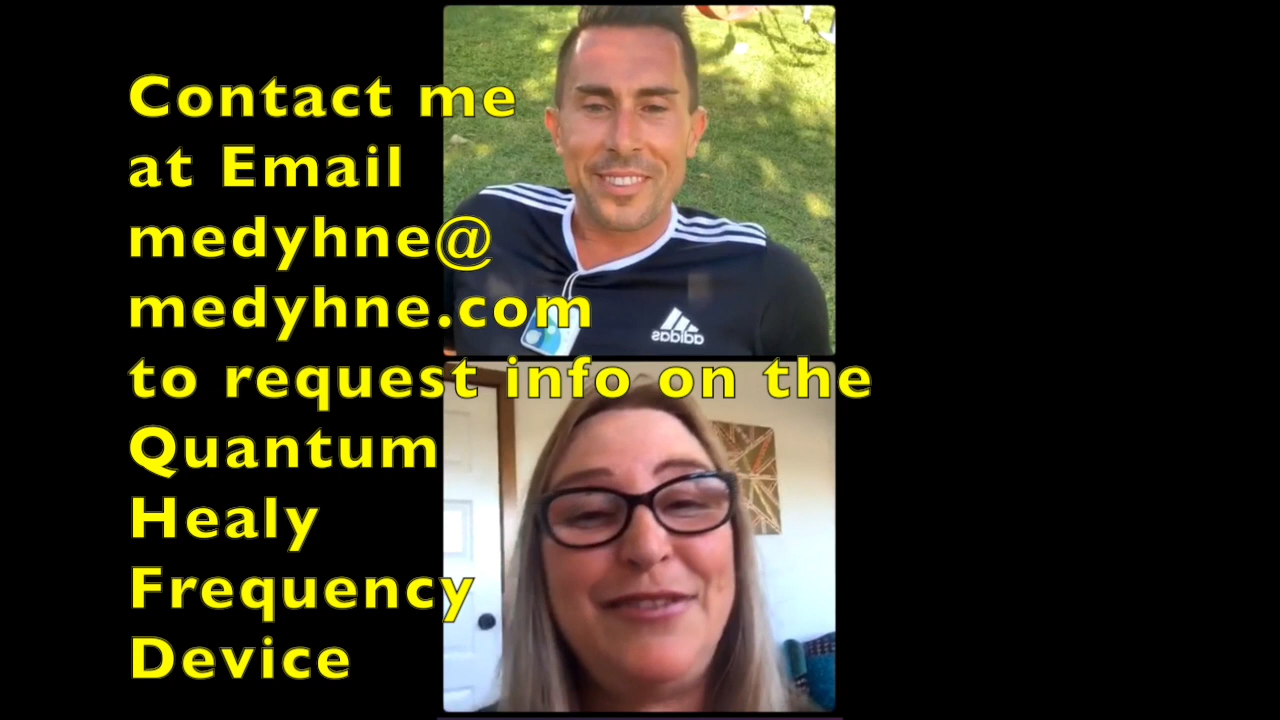 Contact me
at Email
medyhne@
medyhne.com
to request info on the
Quantum
Healy
Frequency
Device
adidas